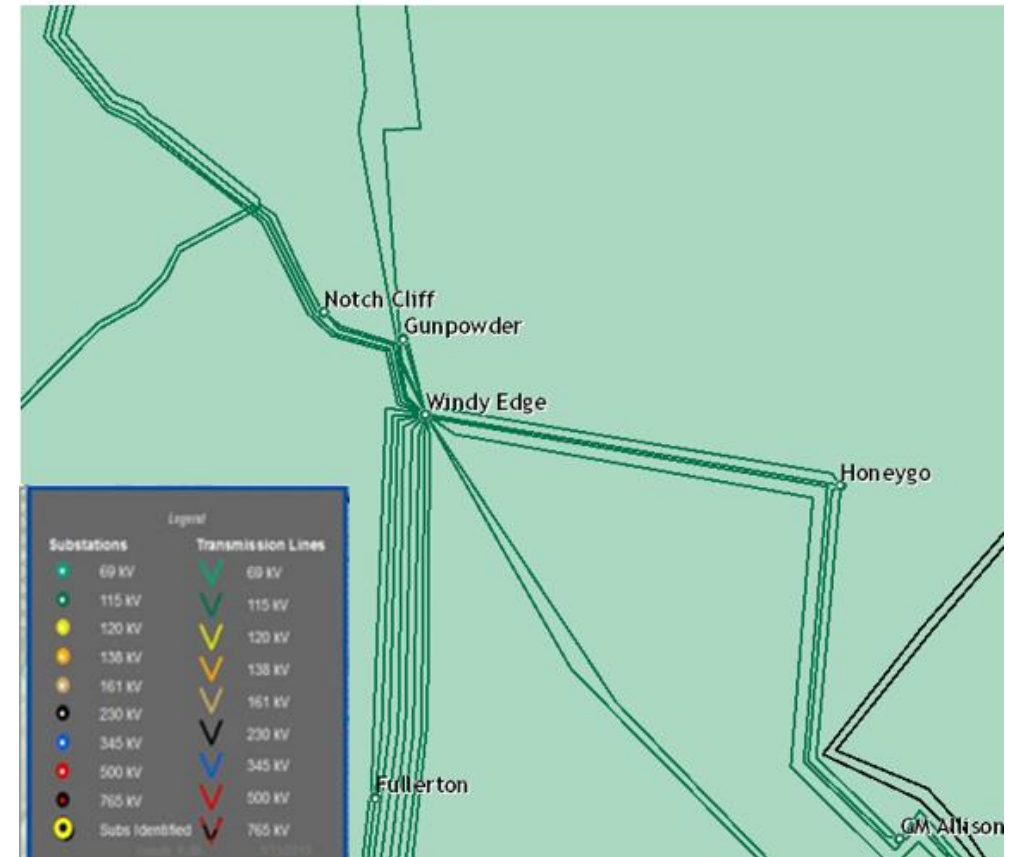 Notch Cliff
Gunpowder
Windy Edge
Honeygo
Legend
Substations Transmission Lines
69 kV 69 kV
115 kV 115 kV
120 kV 120 kV
138 kV 138 kV
161 kV 161 kV
230 kV 230 kV
345 kV 345 kV
500 kV 500 kV
765 kV 765 kV
Subs Identified
Fullerton
GM Allison